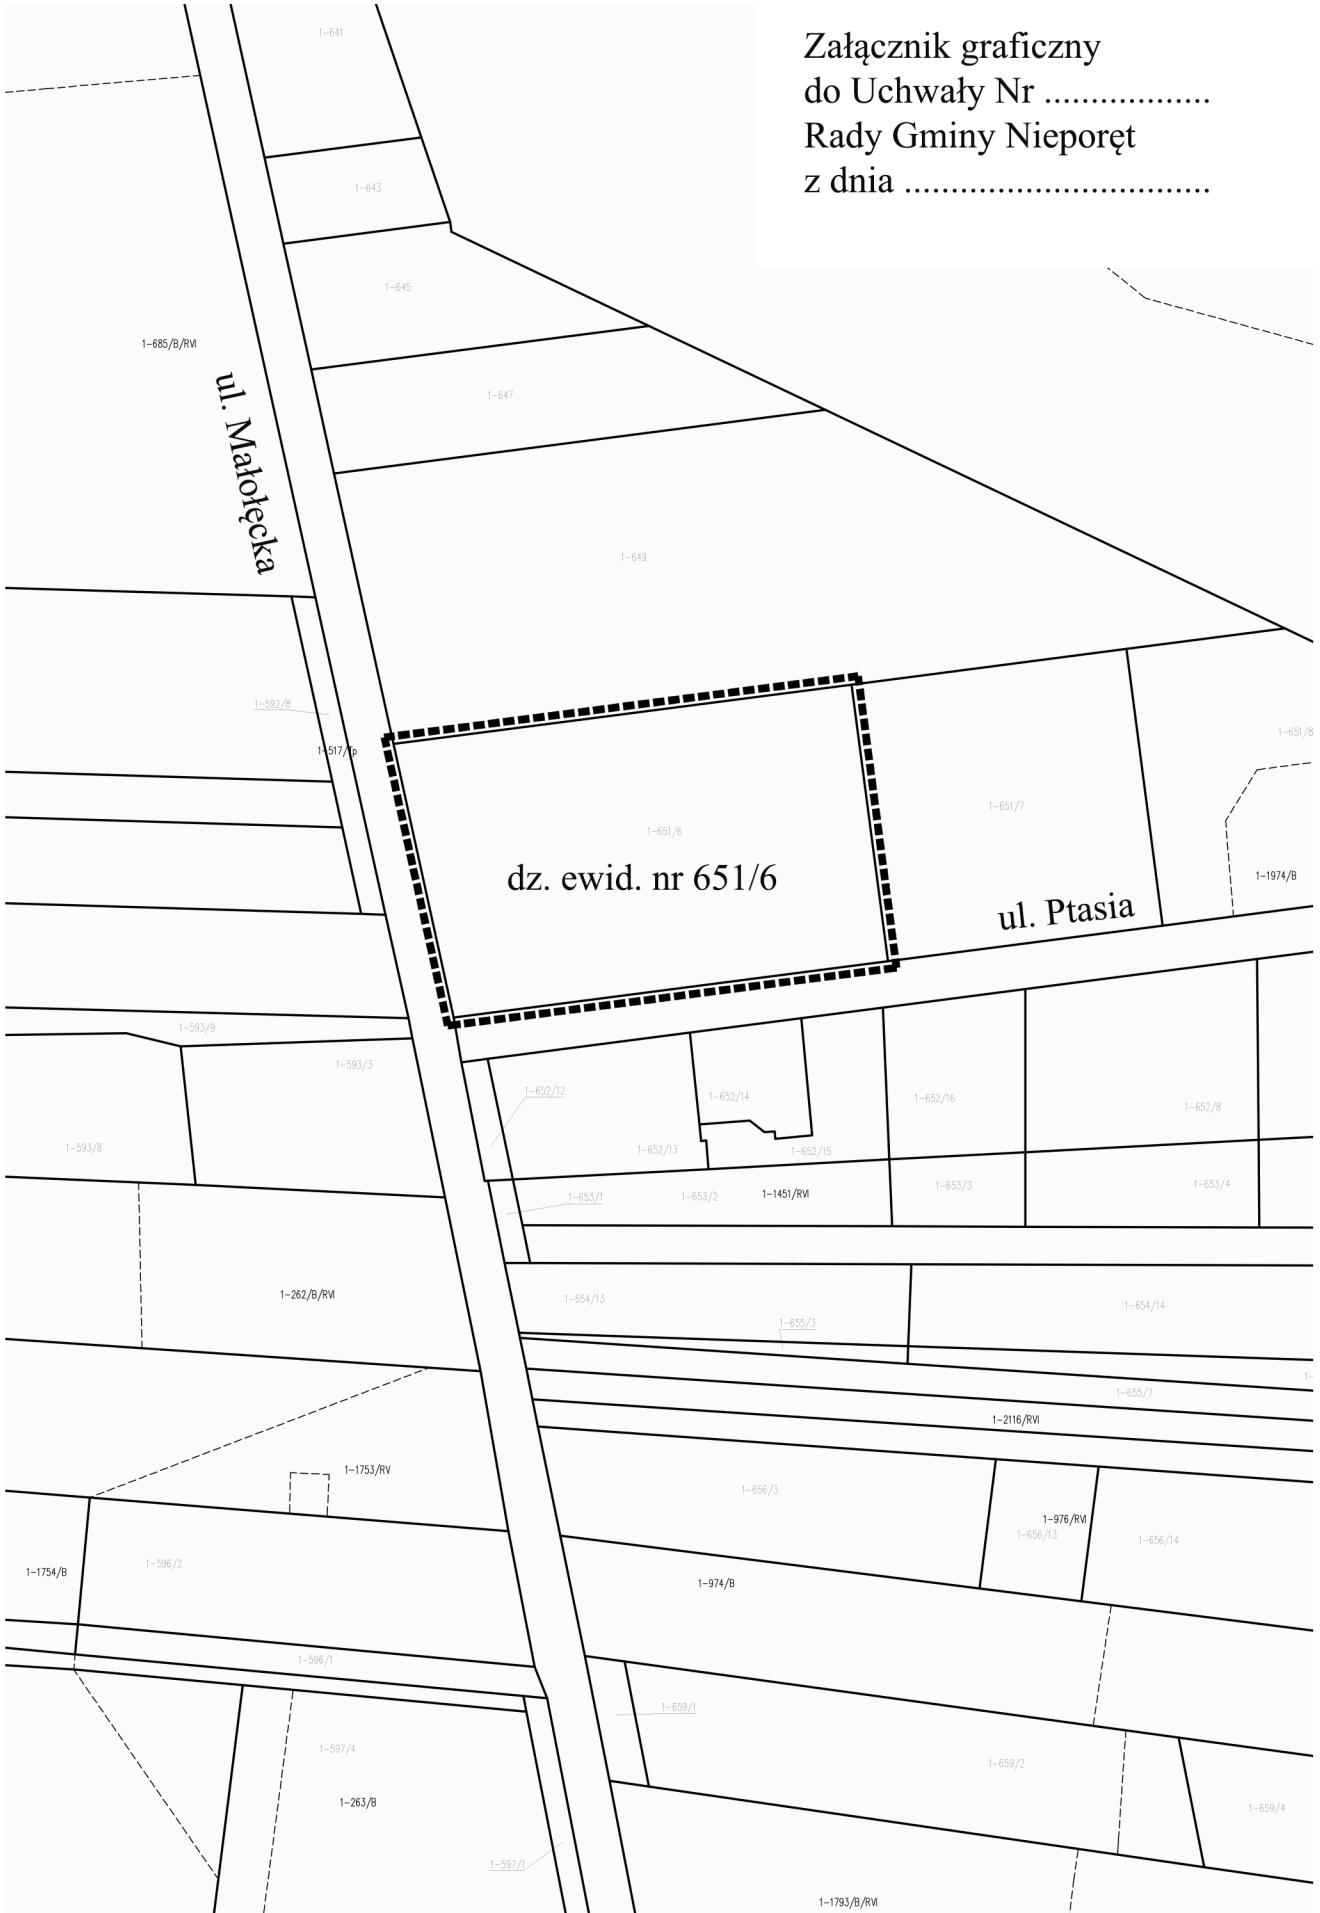 Załącznik graficzny
do Uchwały Nr ..................
Rady Gminy Nieporęt
z dnia .................................
1-641
1-643
1-645
1-685/B/RVI
ul. Małołęcka
1-647
1-649
1-592/8
1-517/Tp
1-651/8
1-651/7
1-651/6
dz. ewid. nr 651/6
1-1974/B
ul. Ptasia
1-593/9
1-593/3
1-593/8
1-652/12
1-652/14
1-652/16
1-652/8
1-652/13
1-652/15
1-653/1
1-653/2
1-1451/RVI
1-653/3
1-653/4
1-262/B/RVI
1-654/13
1-654/14
1-655/3
1-
1-655/7
1-2116/RVI
1-1753/RV
1-656/3
1-976/RVI
1-656/13
1-656/14
1-1754/B
1-596/2
1-974/B
1-596/1
1-659/1
1-597/4
1-659/2
1-263/B
1-659/4
1-597/1
1-1793/B/RVI